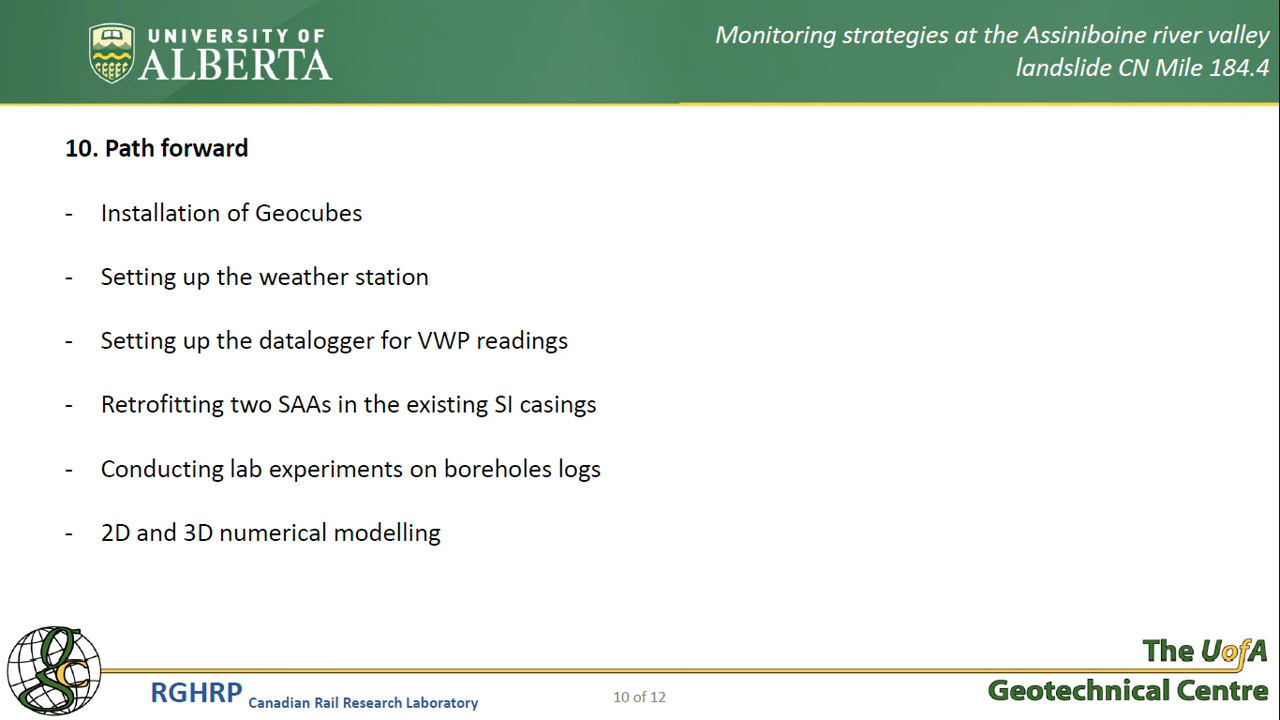 UNIVERSITY OF
ALBERTA
Monitoring strategies at the Assiniboine river valley
landslide CN Mile 184.4
10. Path forward
- Installation of Geocubes
- Setting up the weather station
- Setting up the datalogger for VWP readings
- Retrofitting two SAAs in the existing SI casings
- Conducting lab experiments on boreholes logs
- 2D and 3D numerical modelling
gc
RGHRP Canadian Rail Research Laboratory
10 of 12
The UofA
Geotechnical Centre